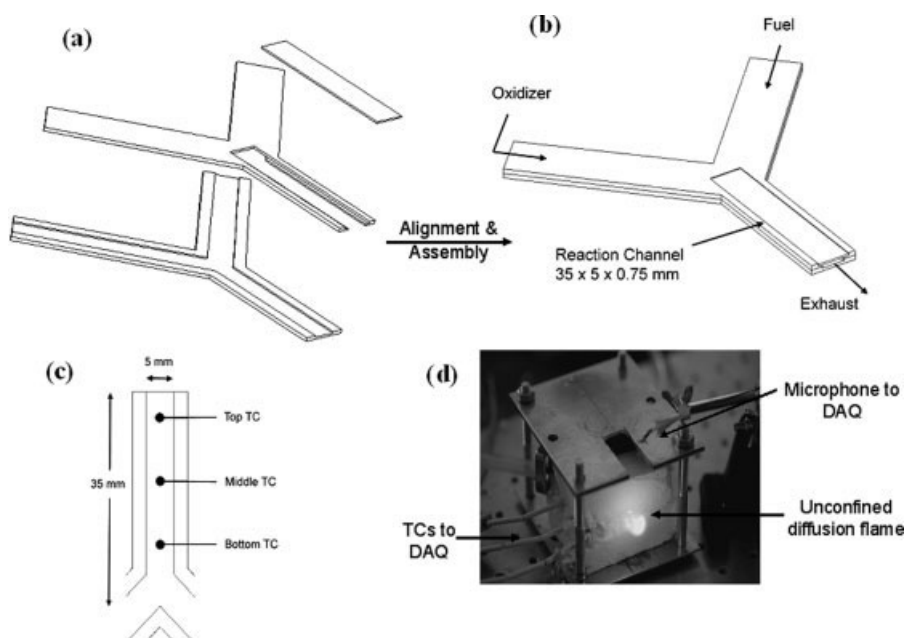 (a)
(b)
Fuel
Oxidizer
Alignment &
Assembly
Reaction Channel
35 x 5 x 0.75 mm
Exhaust
(c)
5 mm
Top TC
35 mm
Middle TC
Bottom TC
(d)
Microphone to
DAQ
Unconfined
diffusion flame
TCs to
DAQ